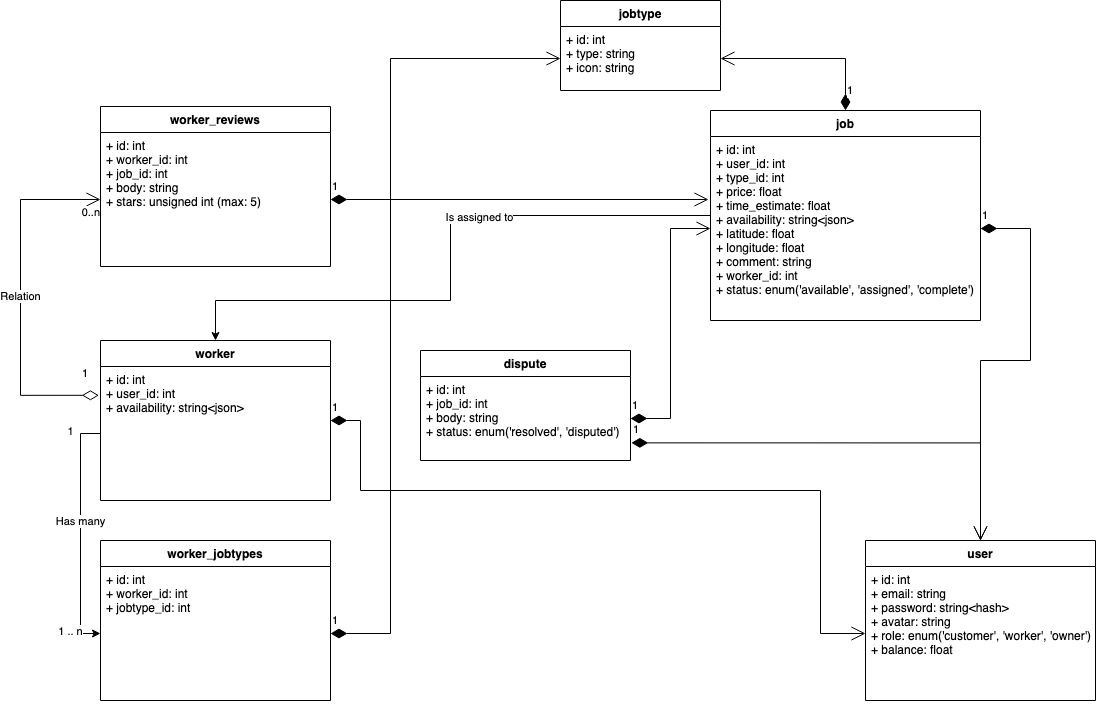 jobtype
+ id: int
+ type: string
+ icon: string
1
job
+ id: int
+ user_id: int
+ type_id: int
+ price: float
+ time_estimate: float
+ availability: string<json>
+ latitude: float
+ longitude: float
+ comment: string
+ worker_id: int
+ status: enum('available', 'assigned', 'complete')
1
worker_reviews
+ id: int
+ worker_id: int
+ job_id: int
+ body: string
+ stars: unsigned int (max: 5)
1
0..n
Is assigned to
Relation
worker
+ id: int
+ user_id: int
+ availability: string<json>
1
1
1
dispute
+ id: int
+ job_id: int
+ body: string
+ status: enum('resolved', 'disputed')
1
1
Has many
worker_jobtypes
+ id: int
+ worker_id: int
+ jobtype_id: int
1 .. n
1
user
+ id: int
+ email: string
+ password: string<hash>
+ avatar: string
+ role: enum('customer', 'worker', 'owner')
+ balance: float